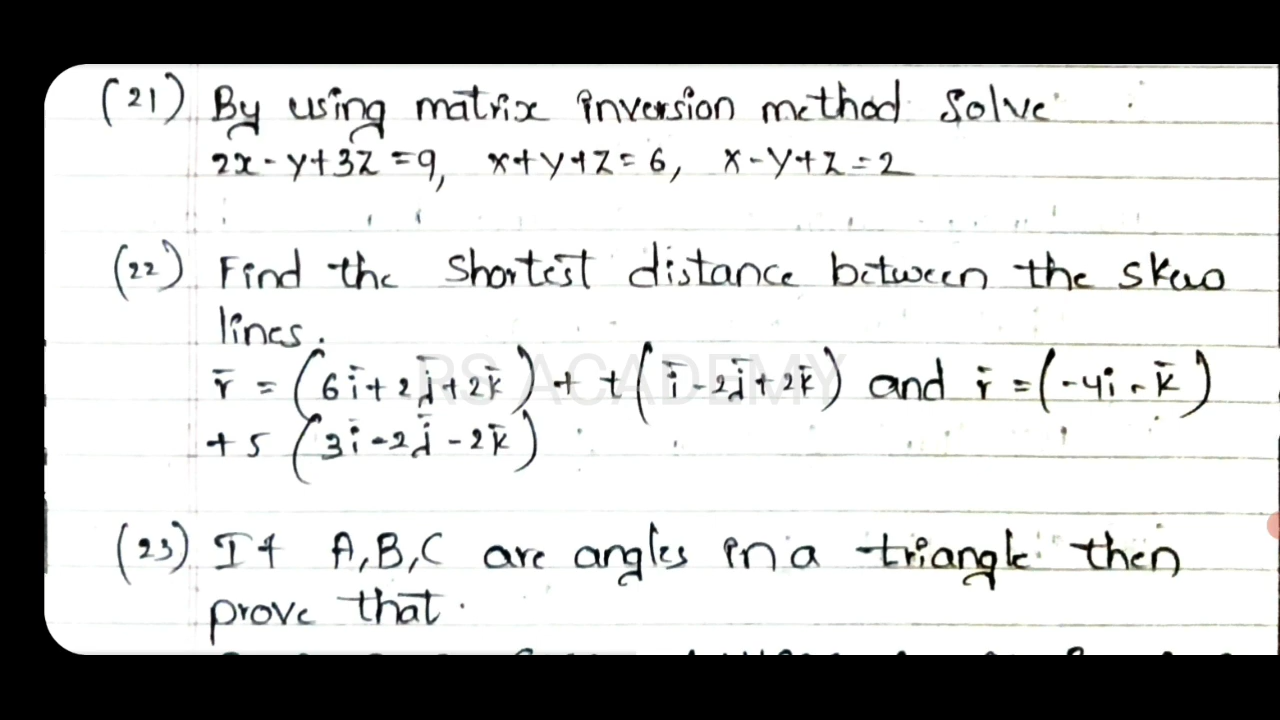 (21) By using matrix inversion method solve
2x - y + 3z = 9, x + y + z = 6, x - y + z = 2
(22) Find the shortest distance between the skew
lines.
r̄ = (6ī + 2j̄ + 2k̄) + t(ī - 2j̄ + 2k̄) and r̄ = (-4i - k̄)
+ s (3ī - 2j̄ - 2k̄)
RS ACADEMY
(23) If A, B, C are angles in a triangle then
prove that.